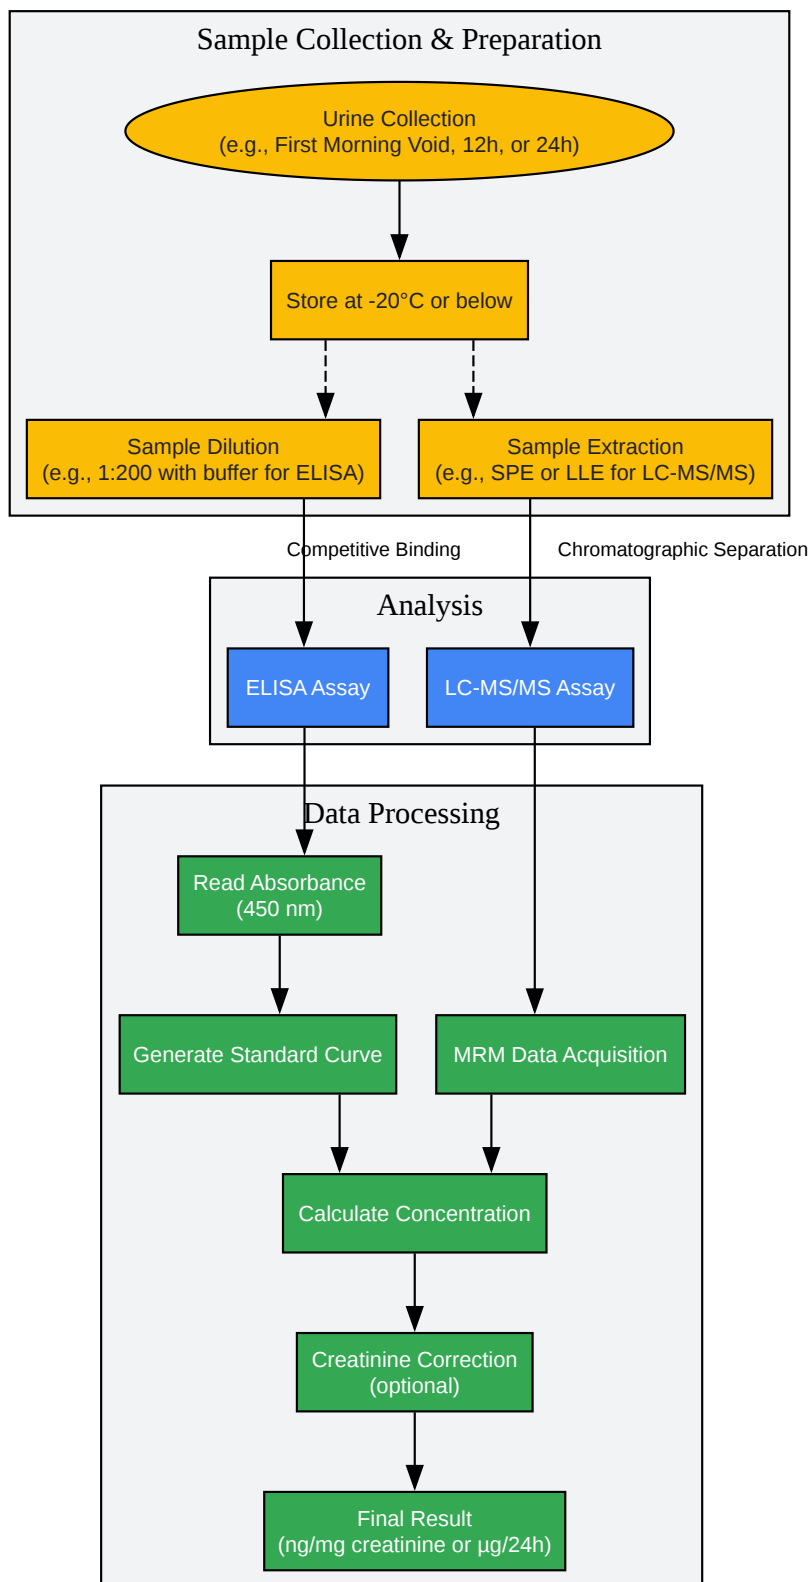 Sample Collection & Preparation
Urine Collection
(e.g., First Morning Void, 12h, or 24h)
Store at -20°C or below
Sample Dilution
(e.g., 1:200 with buffer for ELISA)
Sample Extraction
(e.g., SPE or LLE for LC-MS/MS)
Competitive Binding
Chromatographic Separation
Analysis
ELISA Assay
LC-MS/MS Assay
Data Processing
Read Absorbance
(450 nm)
Generate Standard Curve
MRM Data Acquisition
Calculate Concentration
Creatinine Correction
(optional)
Final Result
(ng/mg creatinine or µg/24h)